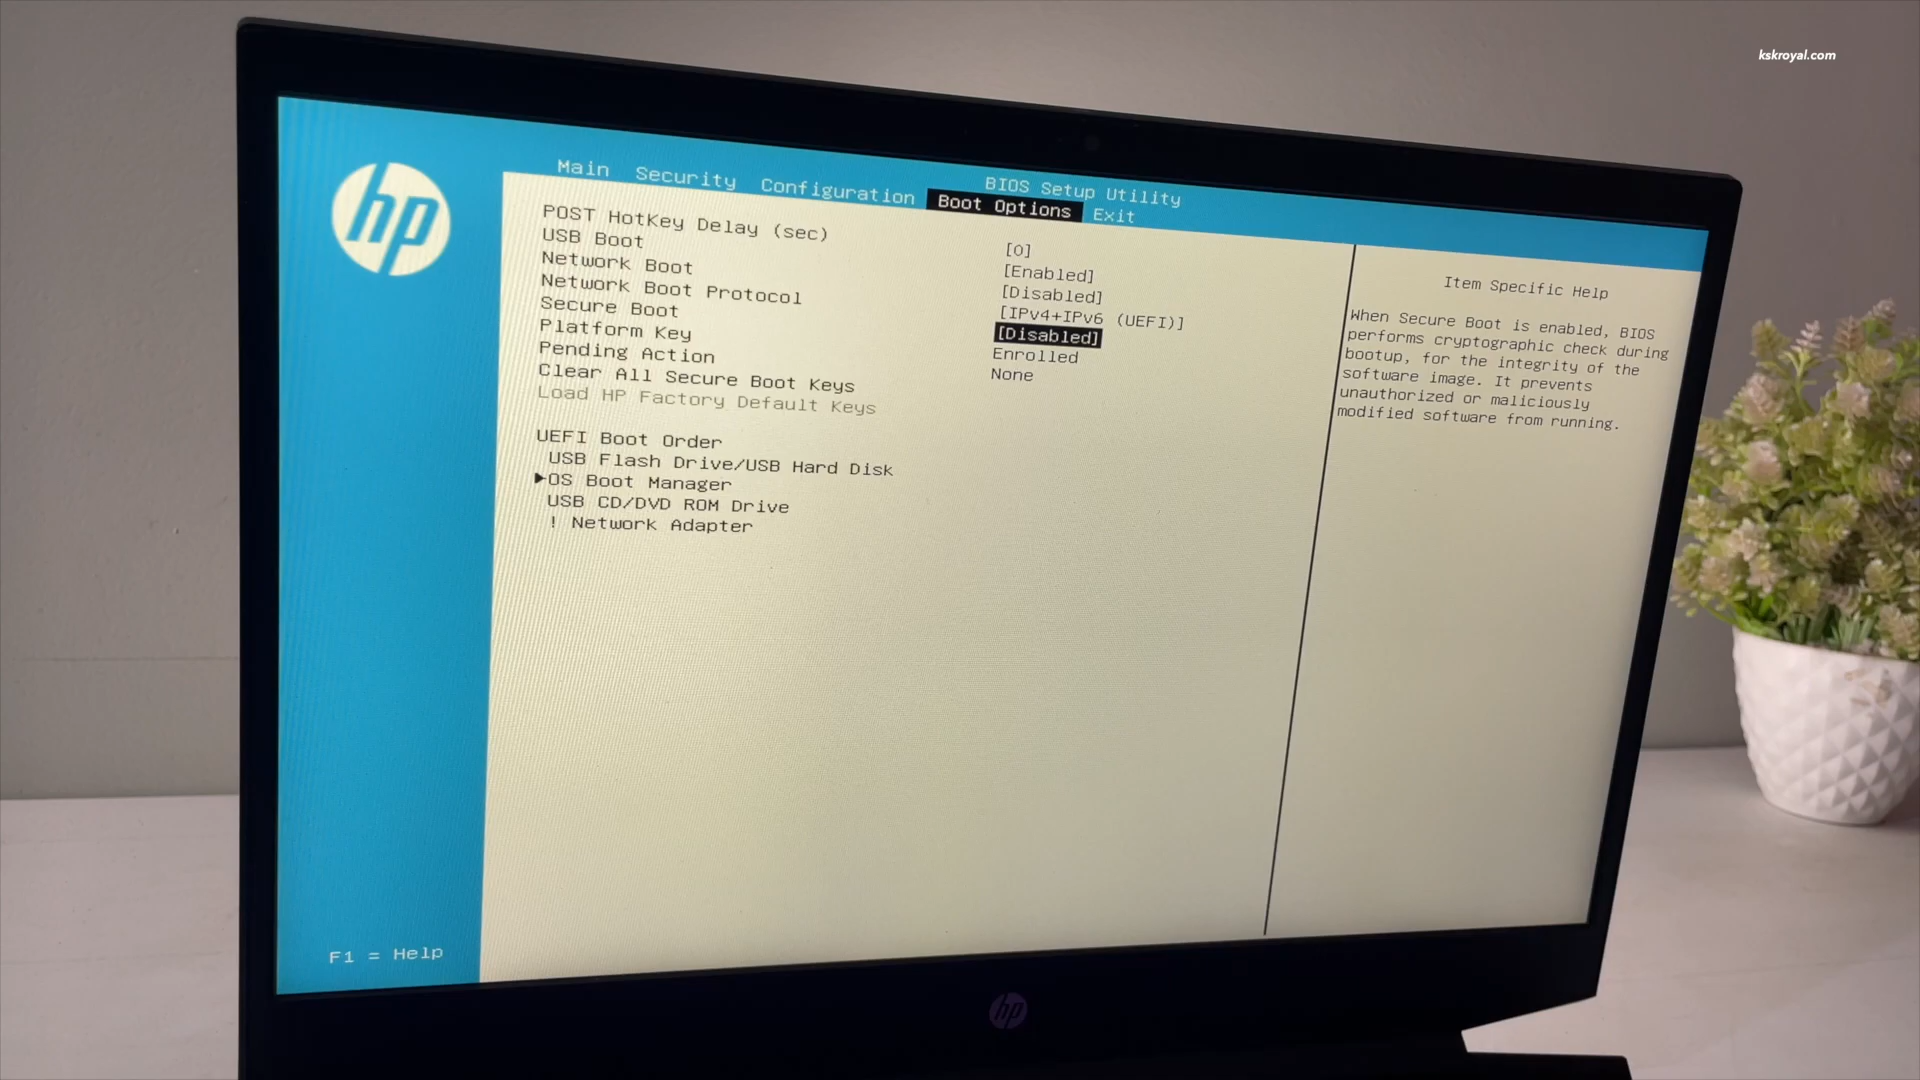 kskroyal.com
hp
BIOS Setup Utility
Main Security Configuration Boot Options Exit
POST HotKey Delay (sec) [0]
USB Boot [Enabled]
Network Boot [Disabled]
Network Boot Protocol [IPv4+IPv6 (UEFI)]
Secure Boot [Disabled]
Platform Key Enrolled
Pending Action None
Clear All Secure Boot Keys
Load HP Factory Default Keys
UEFI Boot Order
USB Flash Drive/USB Hard Disk
▶OS Boot Manager
USB CD/DVD ROM Drive
! Network Adapter
Item Specific Help
When Secure Boot is enabled, BIOS
performs cryptographic check during
bootup, for the integrity of the
software image. It prevents
unauthorized or maliciously
modified software from running.
F1 = Help
hp